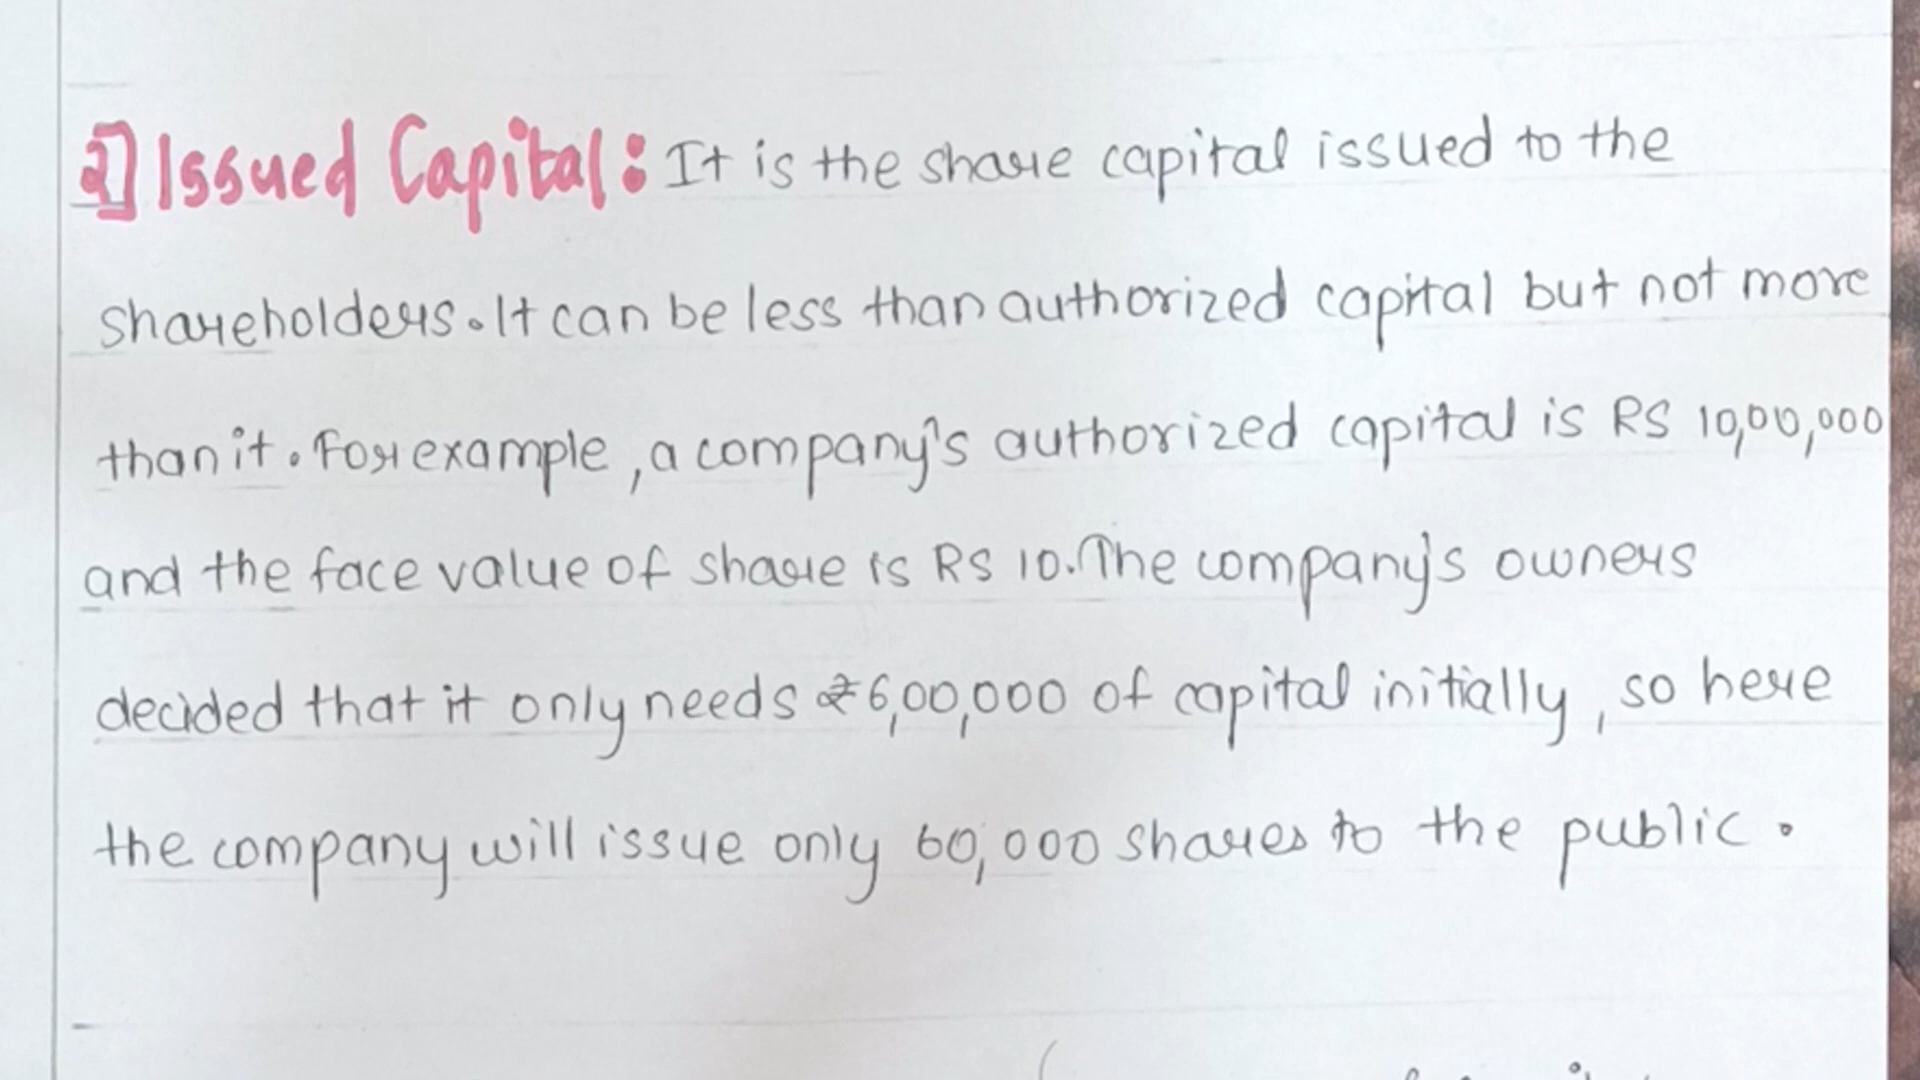 2] Issued Capital: It is the share capital issued to the
shareholders. It can be less than authorized capital but not more
than it. For example, a company's authorized capital is RS 10,00,000
and the face value of share is RS 10. The company's owners
decided that it only needs ₹6,00,000 of capital initially, so here
the company will issue only 60,000 shares to the public.